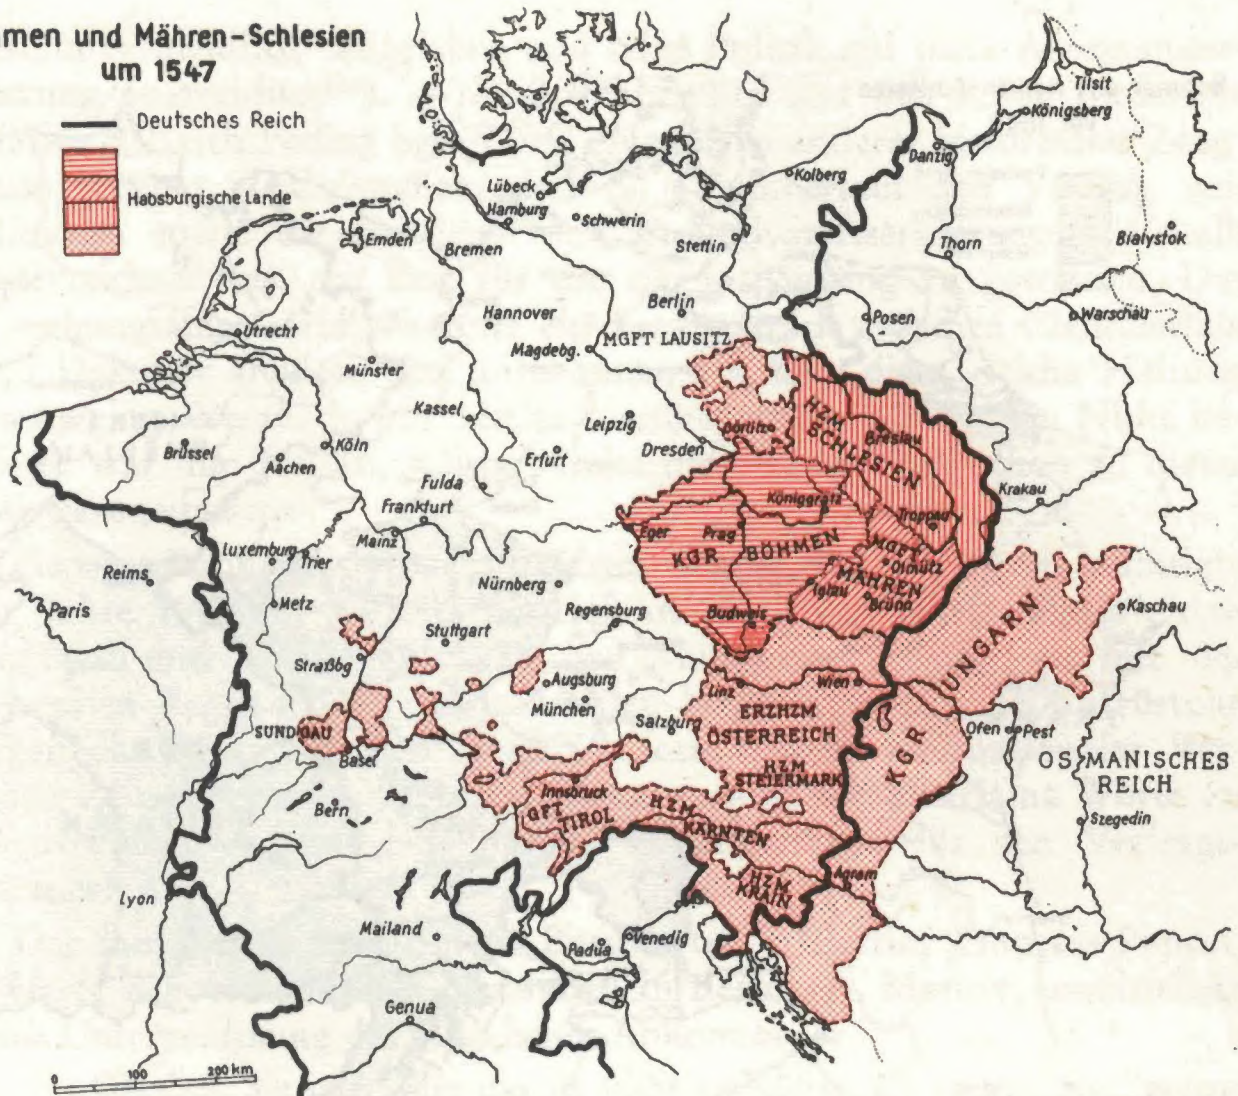 men und Mähren-Schlesien
um 1547
Deutsches Reich
Habsburgische Lande
Tilsit
Königsberg
Danzig
Kolberg
Lübeck
Hamburg
Schwerin
Stettin
Emden
Bremen
Thorn
Bialystok
Berlin
Hannover
Posen
Warschau
Utrecht
MGFT LAUSITZ
Magdebg.
Münster
Kassel
Leipzig
Görlitz
HZM
SCHLESIEN
Breslau
Brüssel
Köln
Aachen
Erfurt
Dresden
Fulda
Königgrätz
Krakau
Frankfurt
Mainz
Eger
Prag
Troppau
KGR BÖHMEN
MGFT
MÄHREN
Olmütz
Luxemburg
Trier
Reims
Nürnberg
Iglau
Brünn
Metz
Paris
Regensburg
Budweis
Kaschau
Stuttgart
Straßbg
Augsburg
München
Linz
Wien
KGR UNGARN
SUNDGAU
Salzburg
ERZHZM
ÖSTERREICH
Ofen
Pest
Basel
HZM
STEIERMARK
OSMANISCHES
REICH
Innsbruck
Bern
GFT
TIROL
HZM
KÄRNTEN
Szegedin
HZM
KRAIN
Agram
Lyon
Mailand
Padua
Venedig
Genua
0 100 200 km